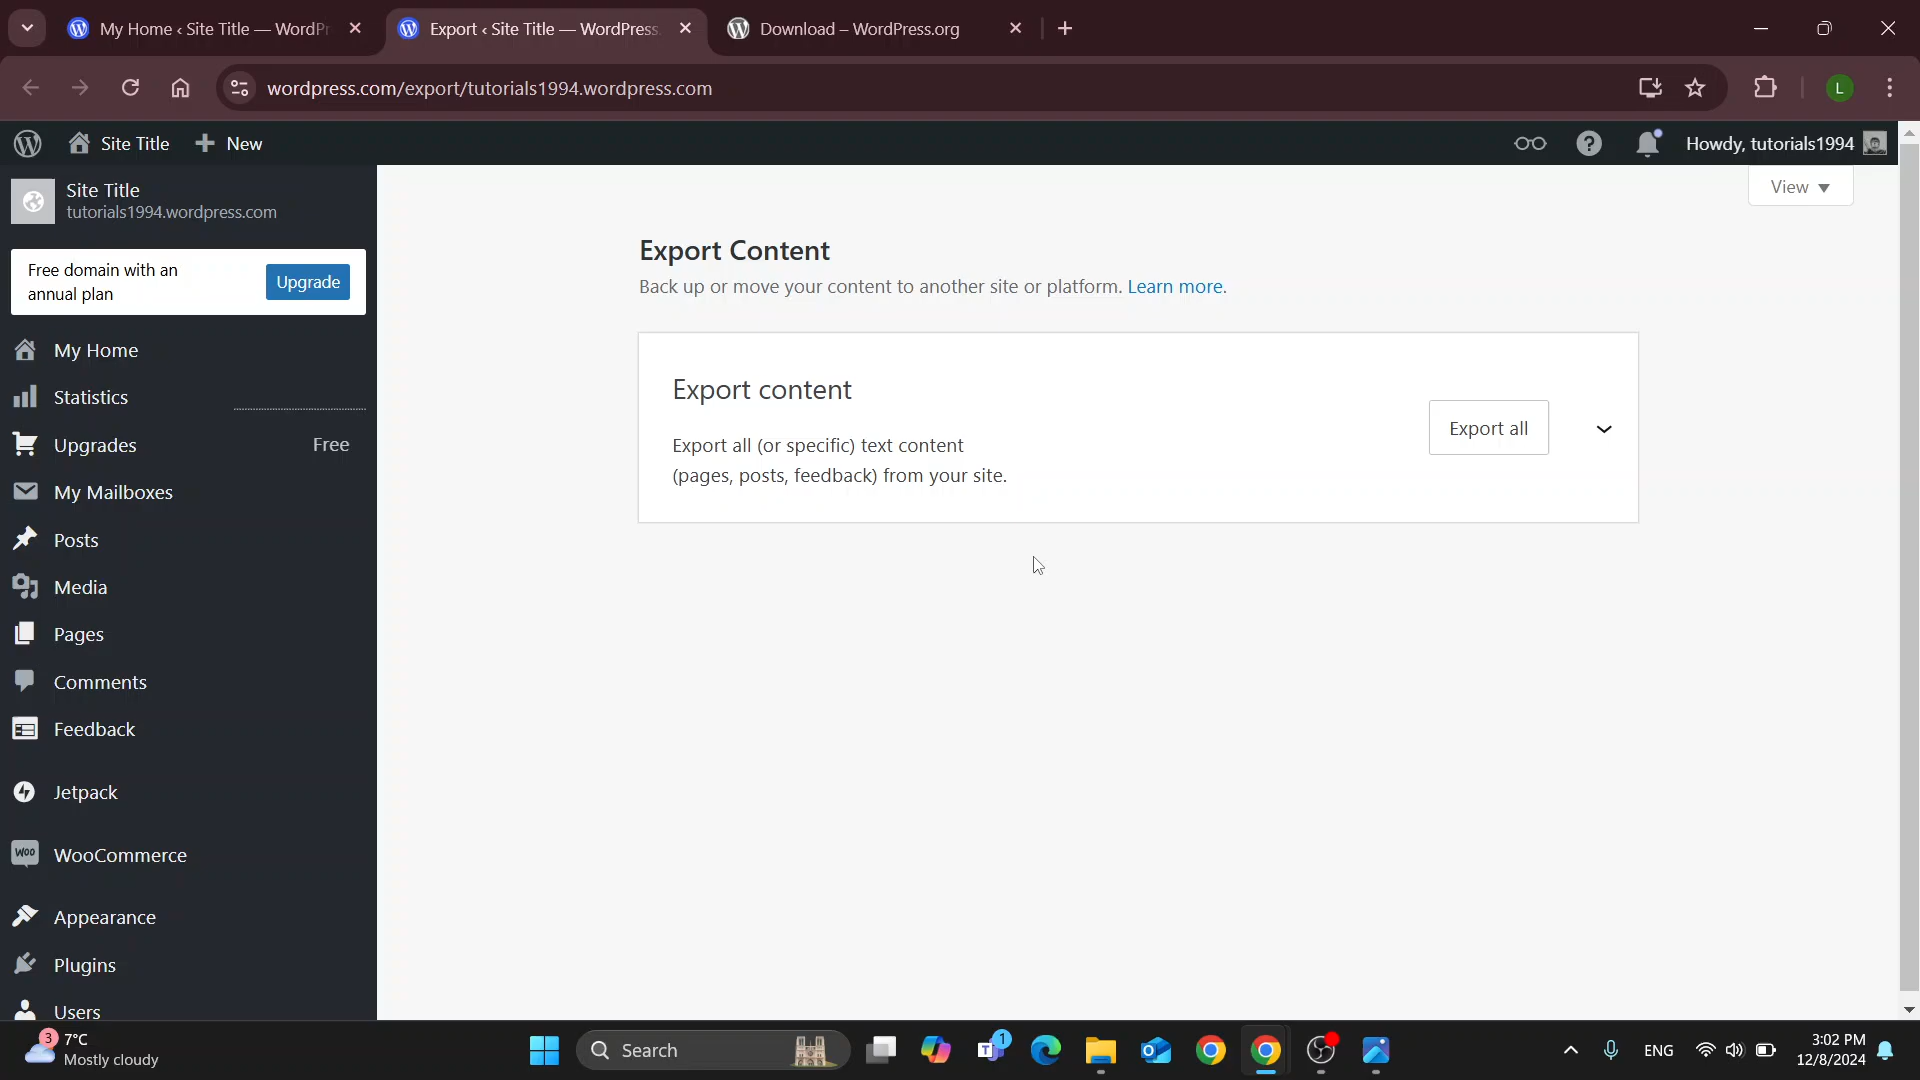 My Home ‹ Site Title — WordPr
Export ‹ Site Title — WordPress.
Download – WordPress.org
wordpress.com/export/tutorials1994.wordpress.com
L
Site Title
New
Howdy, tutorials1994
Site Title
tutorials1994.wordpress.com
View ▼
Free domain with an
annual plan
Upgrade
Export Content
Back up or move your content to another site or platform. Learn more.
My Home
Statistics
Upgrades
Free
My Mailboxes
Posts
Media
Pages
Comments
Feedback
Jetpack
WOO
WooCommerce
Appearance
Plugins
Users
Export content
Export all (or specific) text content
(pages, posts, feedback) from your site.
Export all
3
7°C
Mostly cloudy
Search
1
ENG
3:02 PM
12/8/2024